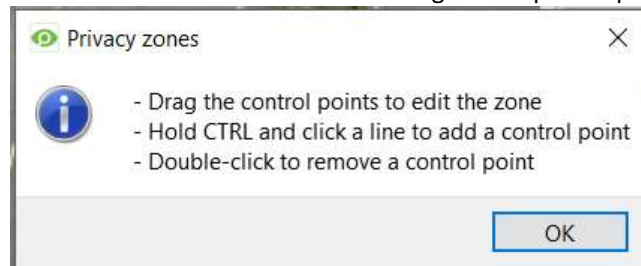 Privacy zones
- Drag the control points to edit the zone
- Hold CTRL and click a line to add a control point
- Double-click to remove a control point
OK